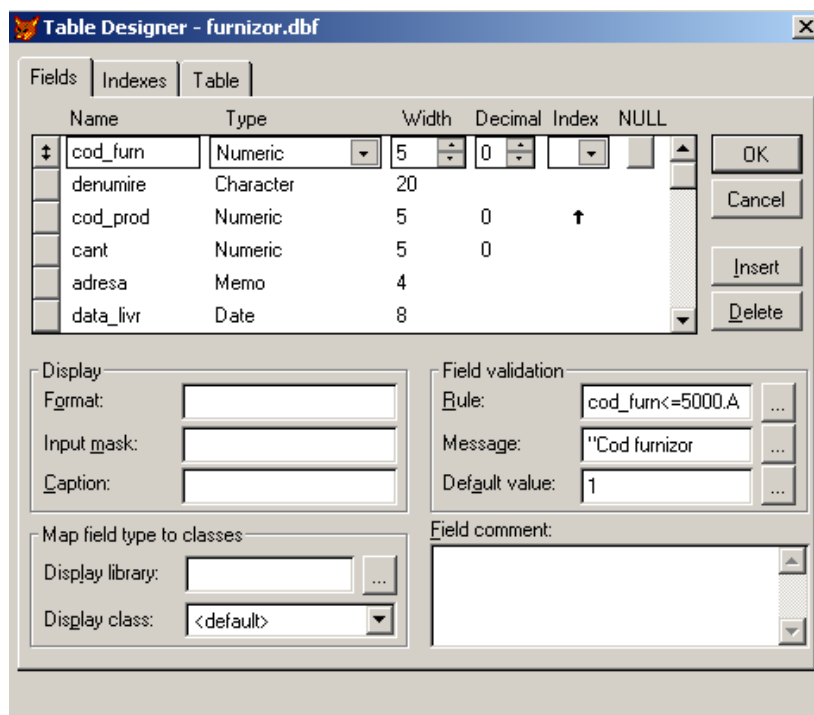 Table Designer - furnizor.dbf
Fields Indexes Table
Name Type Width Decimal Index NULL
cod_furn Numeric 5 0
OK
denumire Character 20
Cancel
cod_prod Numeric 5 0
cant Numeric 5 0
Insert
adresa Memo 4
data_livr Date 8
Delete
Display
Format:
Input mask:
Caption:
Field validation
Rule: cod_furn<=5000.A ...
Message: "Cod furnizor ...
Default value: 1 ...
Map field type to classes
Display library: ...
Display class: <default>
Field comment: